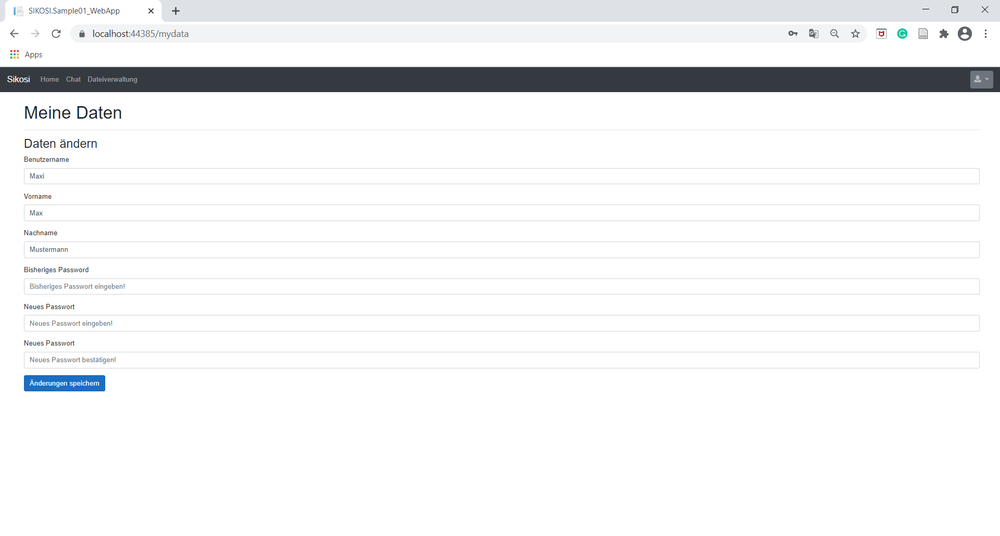 SIKOSI.Sample01_WebApp
localhost:44385/mydata
Apps
Sikosi Home Chat Dateiverwaltung
Meine Daten
Daten ändern
Benutzername
Maxi
Vorname
Max
Nachname
Mustermann
Bisheriges Password
Bisheriges Passwort eingeben!
Neues Passwort
Neues Passwort eingeben!
Neues Passwort
Neues Passwort bestätigen!
Änderungen speichern